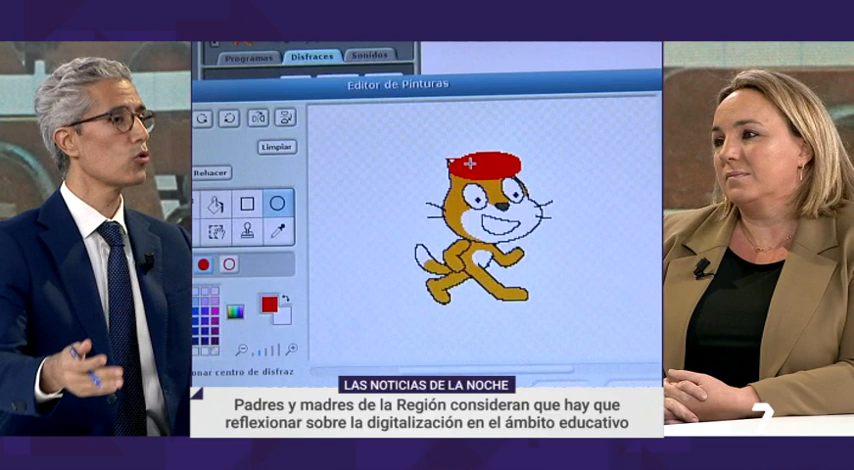 Programas Disfraces Sonidos
Editor de Pinturas
Limpiar
Rehacer
onar centro de disfraz
LAS NOTICIAS DE LA NOCHE
Padres y madres de la Región consideran que hay que
reflexionar sobre la digitalización en el ámbito educativo
7